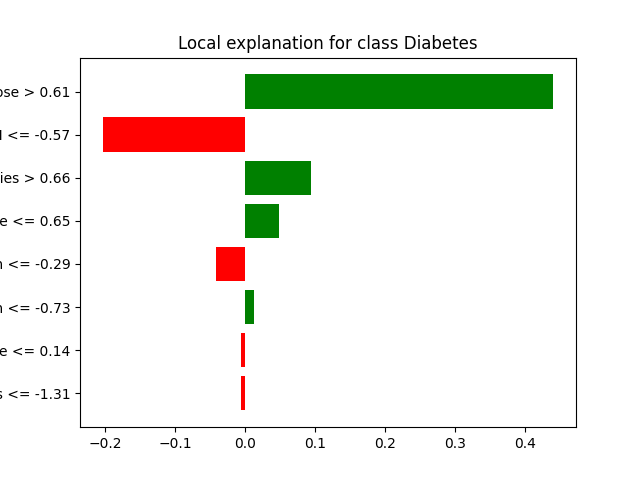 Local explanation for class Diabetes
ose > 0.61
<= -0.57
ies > 0.66
e <= 0.65
<= -0.29
<= -0.73
e <= 0.14
s <= -1.31
−0.2 −0.1 0.0 0.1 0.2 0.3 0.4